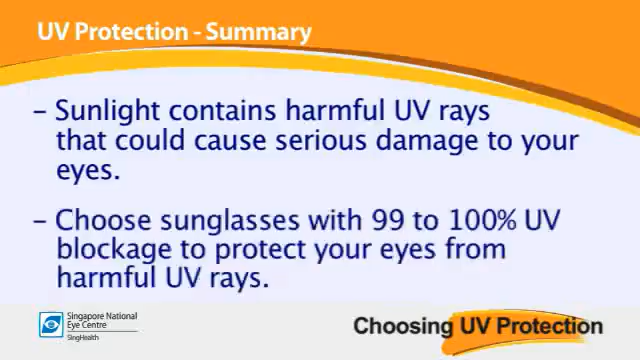 UV Protection - Summary
– Sunlight contains harmful UV rays
that could cause serious damage to your
eyes.
– Choose sunglasses with 99 to 100% UV
blockage to protect your eyes from
harmful UV rays.
Singapore National
Eye Centre
SingHealth
Choosing UV Protection